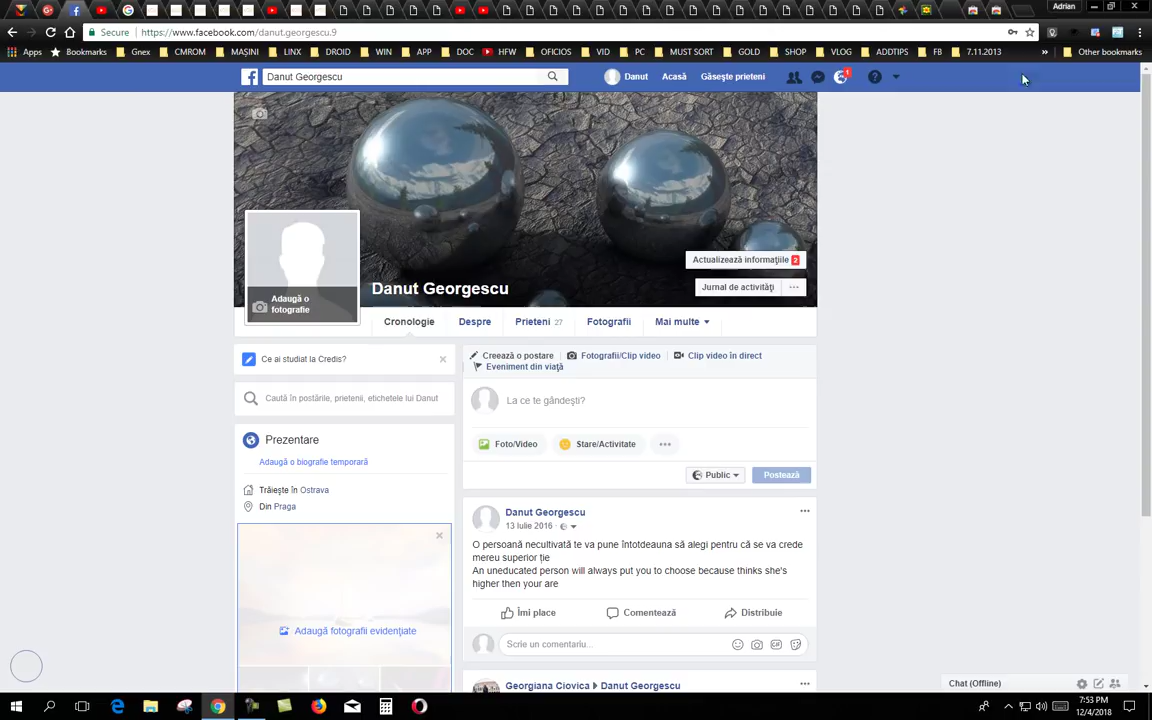 Adrian
Secure | https://www.facebook.com/danut.georgescu.9
Apps Bookmarks Gnex CMROM MAȘINI LINX DROID WIN APP DOC HFW OFICIOS VID PC MUST SORT GOLD SHOP VLOG ADDTIPS FB 7.11.2013 » Other bookmarks
Danut Georgescu
Danut Acasă Găsește prieteni 1
Actualizează informațiile 2
Adaugă o
fotografie
Danut Georgescu
Jurnal de activități ...
Cronologie Despre Prieteni 27 Fotografii Mai multe
Ce ai studiat la Credis?
Creează o postare Fotografii/Clip video Clip video în direct
Eveniment din viață
Caută în postările, prietenii, etichetele lui Danut
La ce te gândești?
Foto/Video Stare/Activitate
Public Postează
Prezentare
Adaugă o biografie temporară
Trăiește în Ostrava
Din Praga
Adaugă fotografii evidențiate
Danut Georgescu
13 Iulie 2016 ·
O persoană necultivată te va pune întotdeauna să alegi pentru că se va crede
mereu superior ție
An uneducated person will always put you to choose because thinks she's
higher then your are
Îmi place Comentează Distribuie
Scrie un comentariu...
GIF
Georgiana Ciovica Danut Georgescu
Chat (Offline)
7:53 PM
12/4/2018